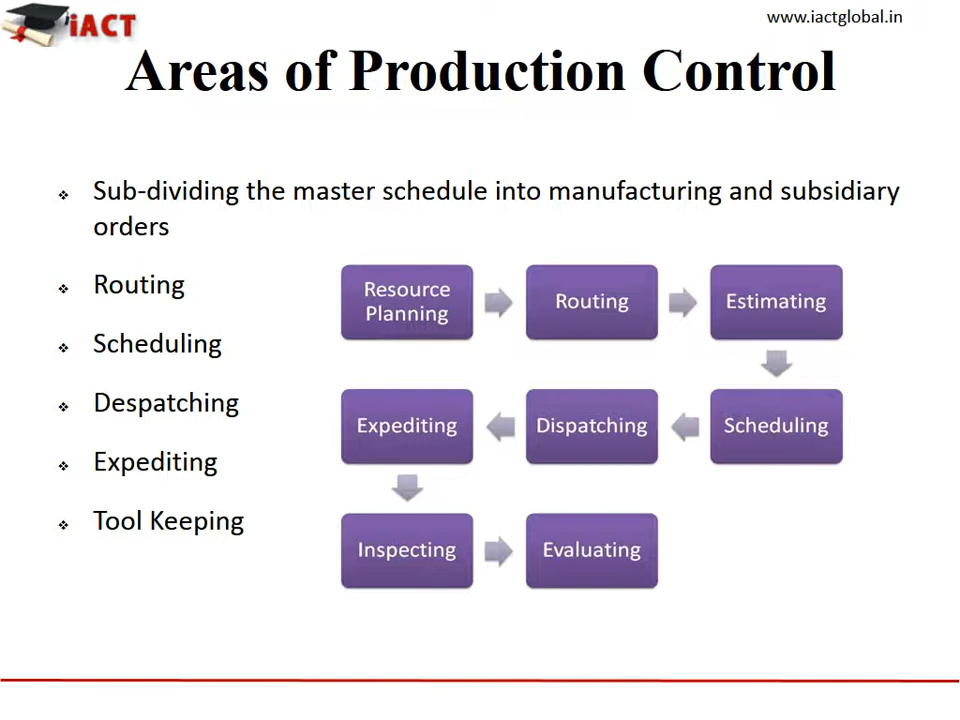 iACT
www.iactglobal.in
Areas of Production Control
❖ Sub-dividing the master schedule into manufacturing and subsidiary
orders
❖ Routing
❖ Scheduling
❖ Despatching
❖ Expediting
❖ Tool Keeping
Resource
Planning
Routing
Estimating
Scheduling
Dispatching
Expediting
Inspecting
Evaluating